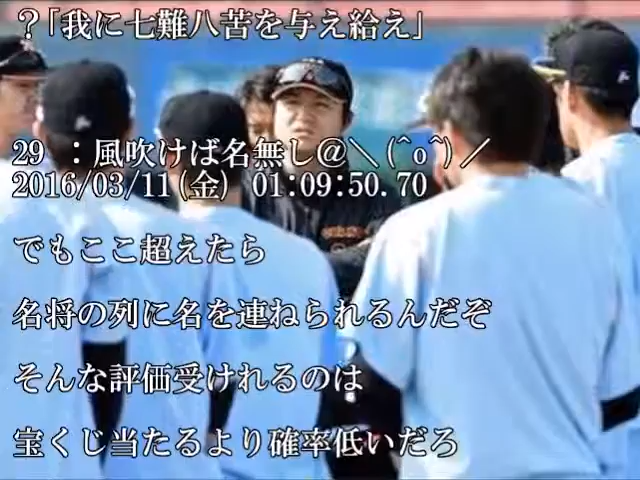 ？「我に七難八苦を与え給え」
29 ：風吹けば名無し＠＼(^o^)／
2016/03/11(金) 01:09:50.70
でもここ超えたら
名将の列に名を連ねられるんだぞ
そんな評価受けれるのは
宝くじ当たるより確率低いだろ